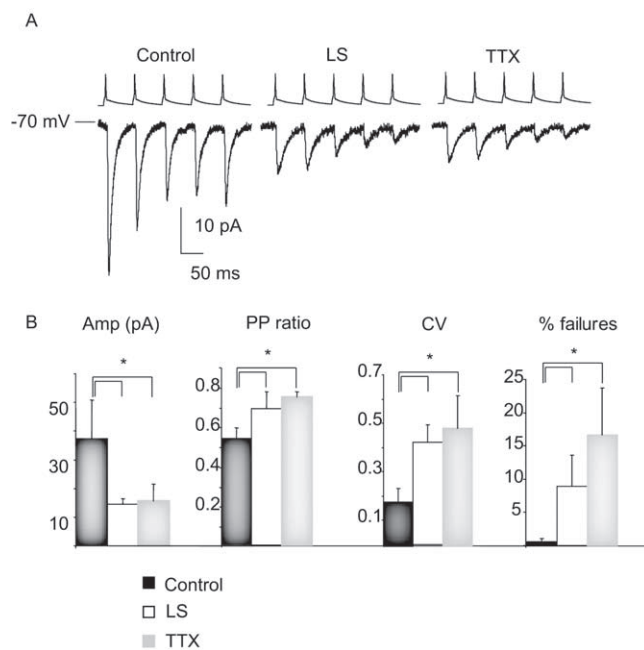 A
Control LS TTX
-70 mV
10 pA
50 ms
B
Amp (pA) PP ratio CV % failures
* * * *
50
30
10
0.8
0.6
0.4
0.2
0.7
0.5
0.3
0.1
25
20
15
10
5
Control
LS
TTX